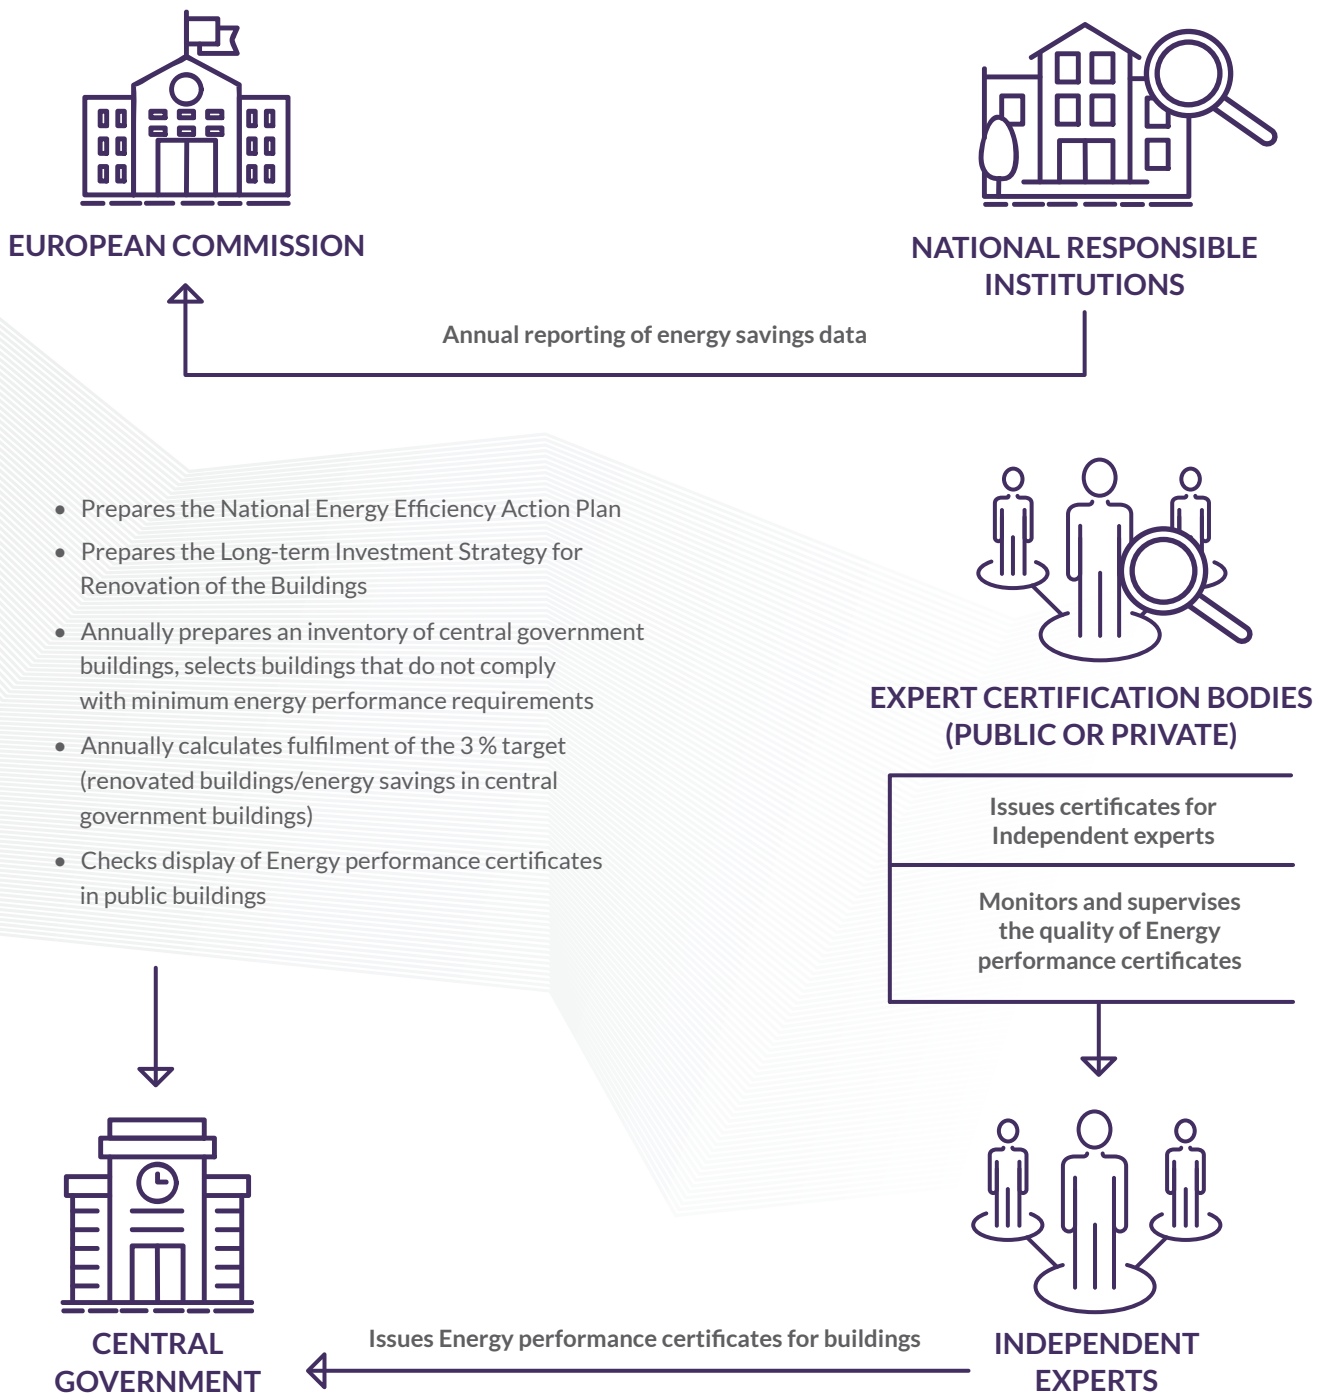 EUROPEAN COMMISSION
NATIONAL RESPONSIBLE
INSTITUTIONS
Annual reporting of energy savings data
• Prepares the National Energy Efficiency Action Plan
• Prepares the Long-term Investment Strategy for
Renovation of the Buildings
• Annually prepares an inventory of central government
buildings, selects buildings that do not comply
with minimum energy performance requirements
• Annually calculates fulfilment of the 3 % target
(renovated buildings/energy savings in central
government buildings)
• Checks display of Energy performance certificates
in public buildings
EXPERT CERTIFICATION BODIES
(PUBLIC OR PRIVATE)
Issues certificates for
Independent experts
Monitors and supervises
the quality of Energy
performance certificates
CENTRAL
GOVERNMENT
Issues Energy performance certificates for buildings
INDEPENDENT
EXPERTS